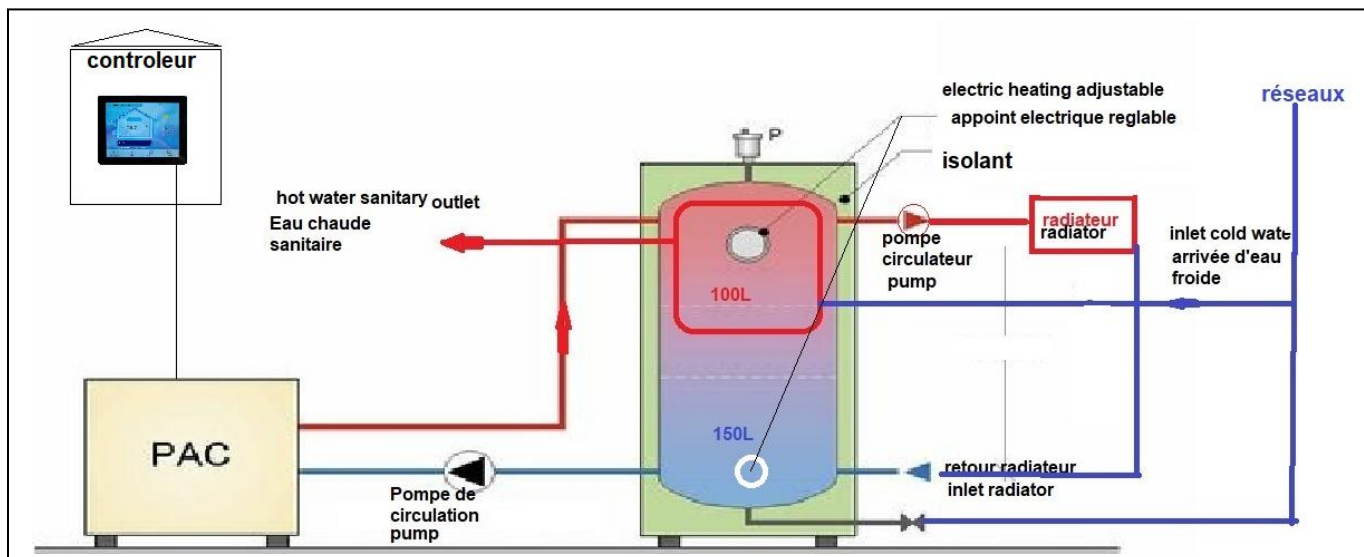 controleur
electric heating adjustable
appoint electrique reglable
réseaux
P
isolant
hot water sanitary outlet
Eau chaude
sanitaire
radiateur
radiator
pompe
circulateur
pump
inlet cold wate
arrivée d'eau
froide
100L
PAC
150L
Pompe de
circulation
pump
retour radiateur
inlet radiator